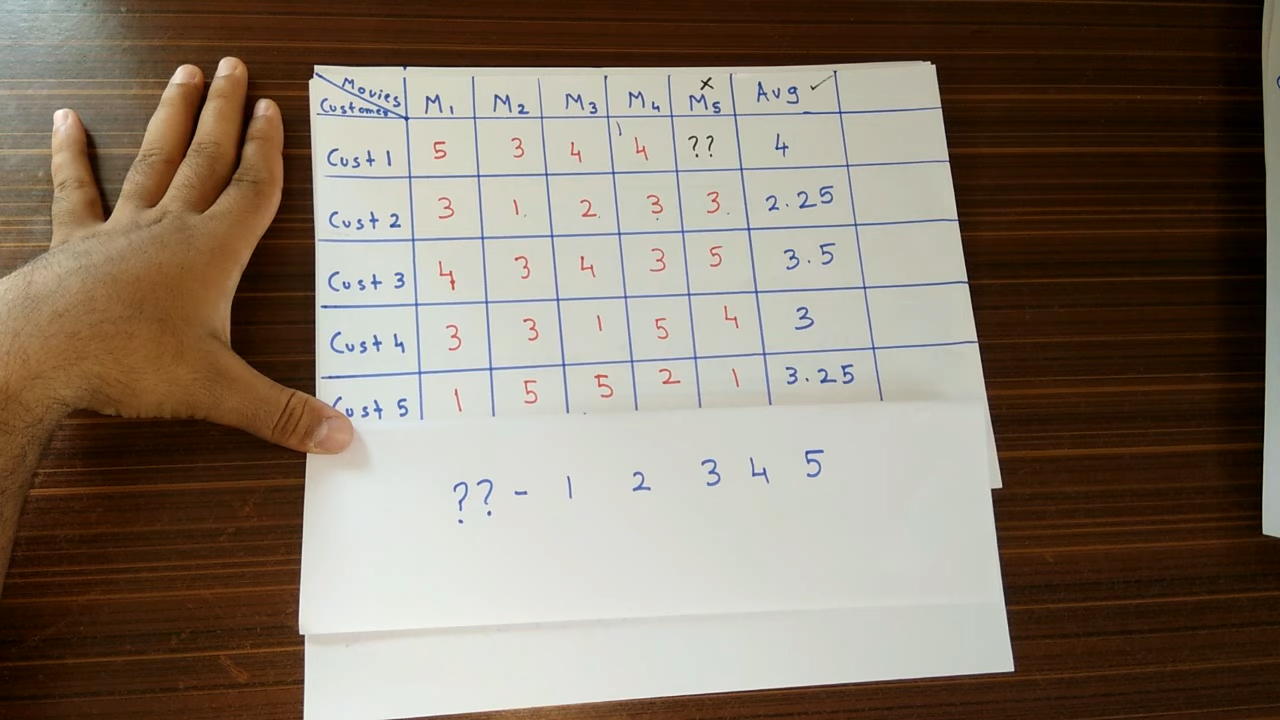 Movies
Customer M1 M2 M3 M4 M5 x Avg ✓
Cust 1 5 3 4 4 ?? 4
Cust 2 3 1 2 3 3 2.25
Cust 3 4 3 4 3 5 3.5
Cust 4 3 3 1 5 4 3
Cust 5 1 5 5 2 1 3.25
?? - 1 2 3 4 5